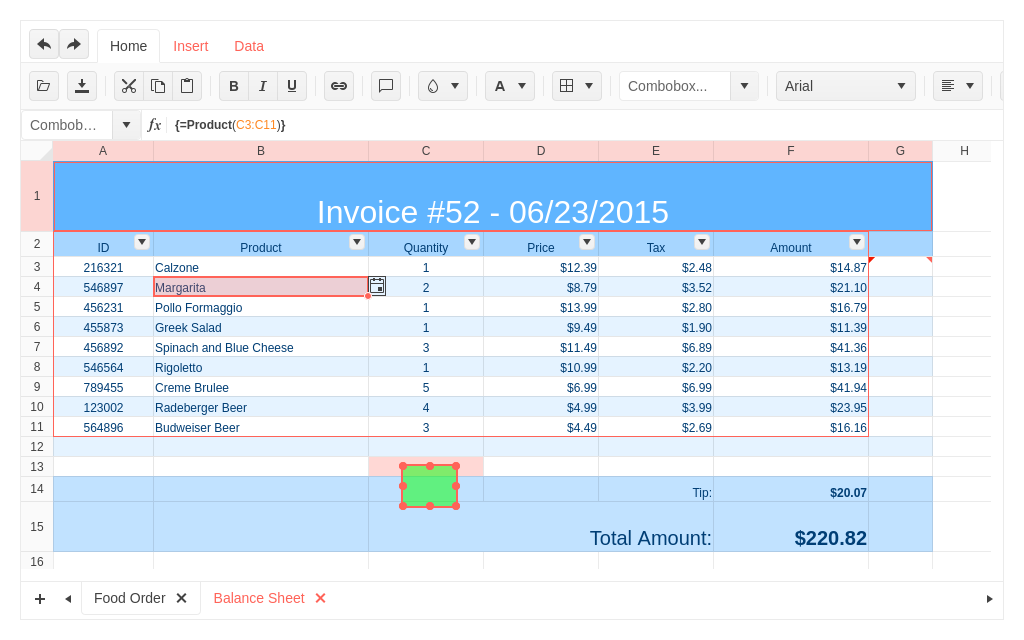 Home Insert Data
B I U A Combobox... Arial
Combob… fx {=Product(C3:C11)}
A B C D E F G H
1 Invoice #52 - 06/23/2015
2 ID Product Quantity Price Tax Amount
3 216321 Calzone 1 $12.39 $2.48 $14.87
4 546897 Margarita 2 $8.79 $3.52 $21.10
5 456231 Pollo Formaggio 1 $13.99 $2.80 $16.79
6 455873 Greek Salad 1 $9.49 $1.90 $11.39
7 456892 Spinach and Blue Cheese 3 $11.49 $6.89 $41.36
8 546564 Rigoletto 1 $10.99 $2.20 $13.19
9 789455 Creme Brulee 5 $6.99 $6.99 $41.94
10 123002 Radeberger Beer 4 $4.99 $3.99 $23.95
11 564896 Budweiser Beer 3 $4.49 $2.69 $16.16
12
13
14 Tip: $20.07
15 Total Amount: $220.82
16
Food Order Balance Sheet